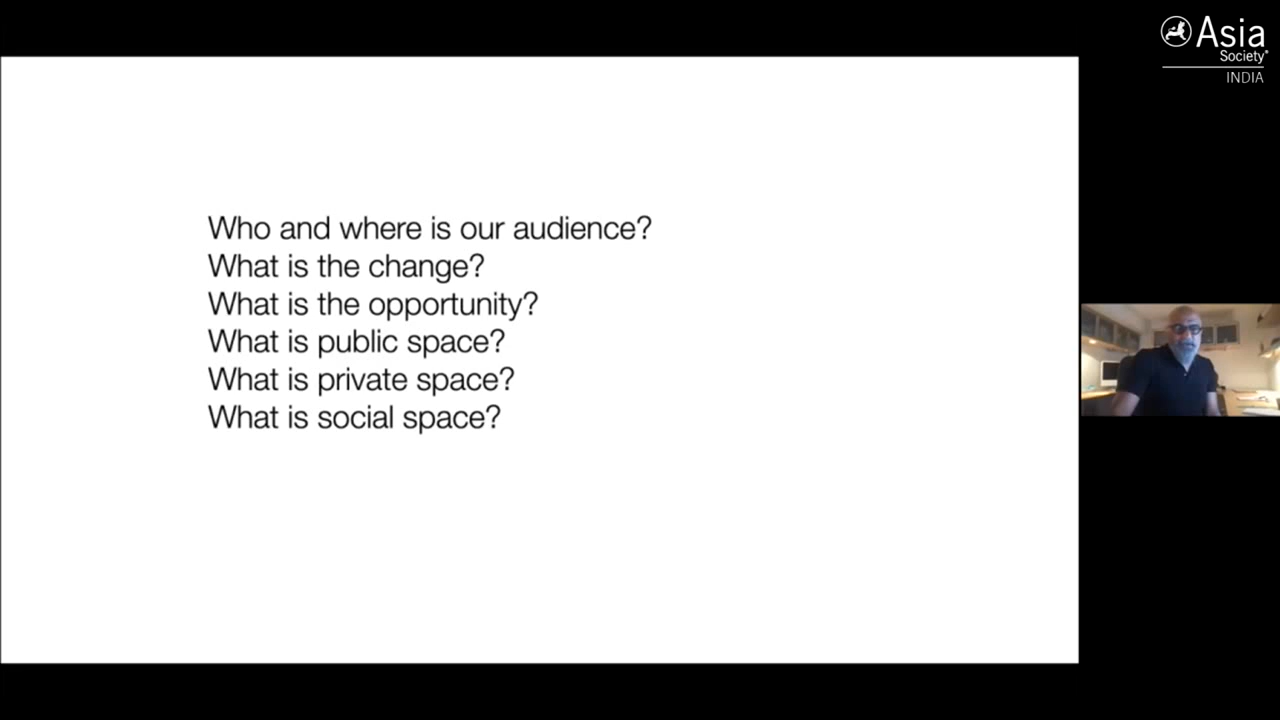 Asia
Society
INDIA
Who and where is our audience?
What is the change?
What is the opportunity?
What is public space?
What is private space?
What is social space?